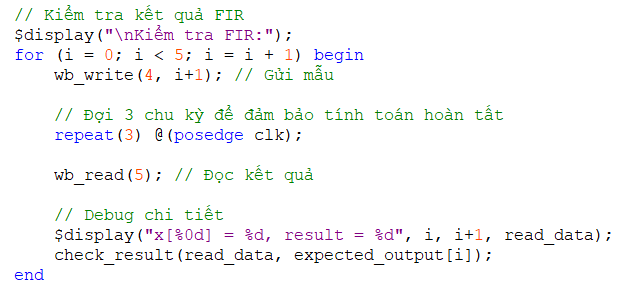 // Kiểm tra kết quả FIR
$display("\nKiểm tra FIR:");
for (i = 0; i < 5; i = i + 1) begin
    wb_write(4, i+1); // Gửi mẫu

    // Đợi 3 chu kỳ để đảm bảo tính toán hoàn tất
    repeat(3) @(posedge clk);

    wb_read(5); // Đọc kết quả

    // Debug chi tiết
    $display("x[%0d] = %d, result = %d", i, i+1, read_data);
    check_result(read_data, expected_output[i]);
end